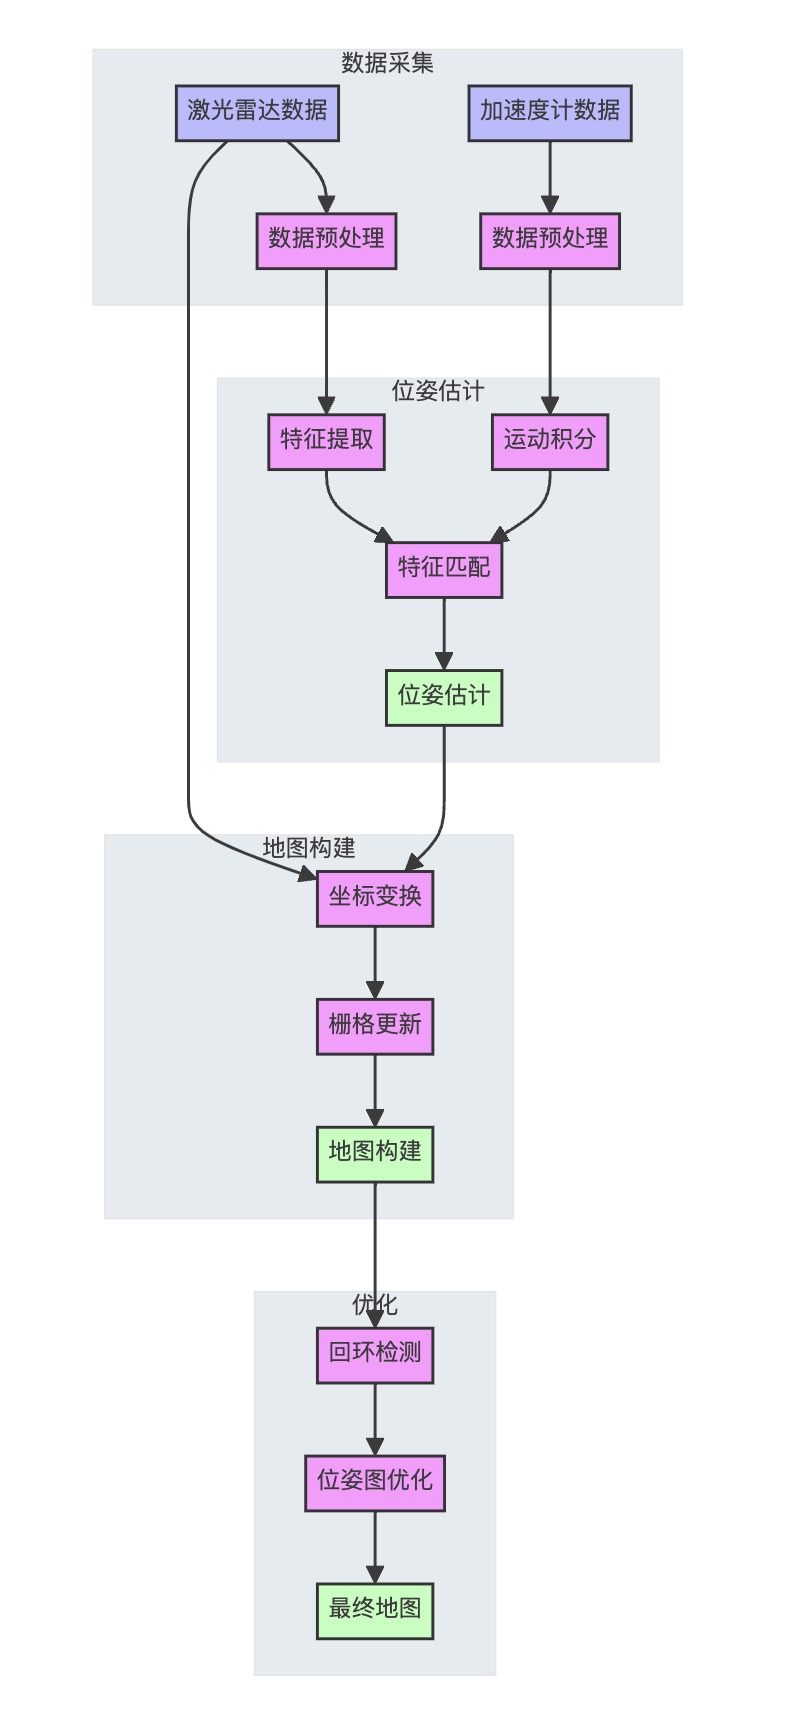 数据采集
激光雷达数据
加速度计数据
数据预处理
数据预处理
位姿估计
特征提取
运动积分
特征匹配
位姿估计
地图构建
坐标变换
栅格更新
地图构建
优化
回环检测
位姿图优化
最终地图